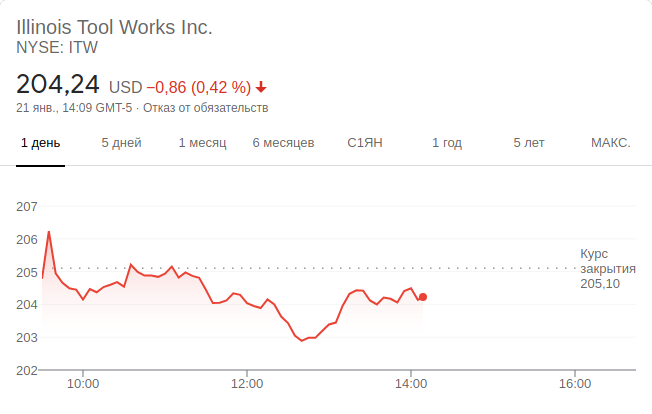 Illinois Tool Works Inc.
NYSE: ITW
204,24 USD −0,86 (0,42 %)
21 янв., 14:09 GMT-5 · Отказ от обязательств
1 день 5 дней 1 месяц 6 месяцев С1ЯН 1 год 5 лет МАКС.
207
206
Курс
205 закрытия
205,10
204
203
202
10:00 12:00 14:00 16:00